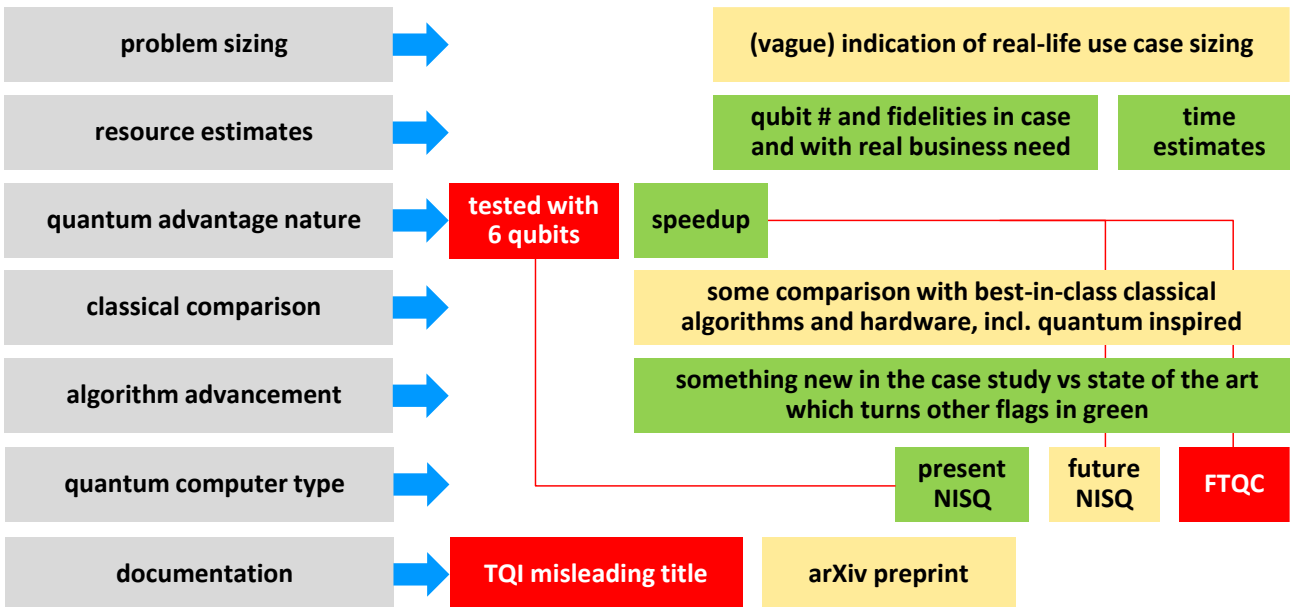 problem sizing
(vague) indication of real-life use case sizing
resource estimates
qubit # and fidelities in case
and with real business need
time
estimates
quantum advantage nature
tested with
6 qubits
speedup
classical comparison
some comparison with best-in-class classical
algorithms and hardware, incl. quantum inspired
algorithm advancement
something new in the case study vs state of the art
which turns other flags in green
quantum computer type
present
NISQ
future
NISQ
FTQC
documentation
TQI misleading title
arXiv preprint